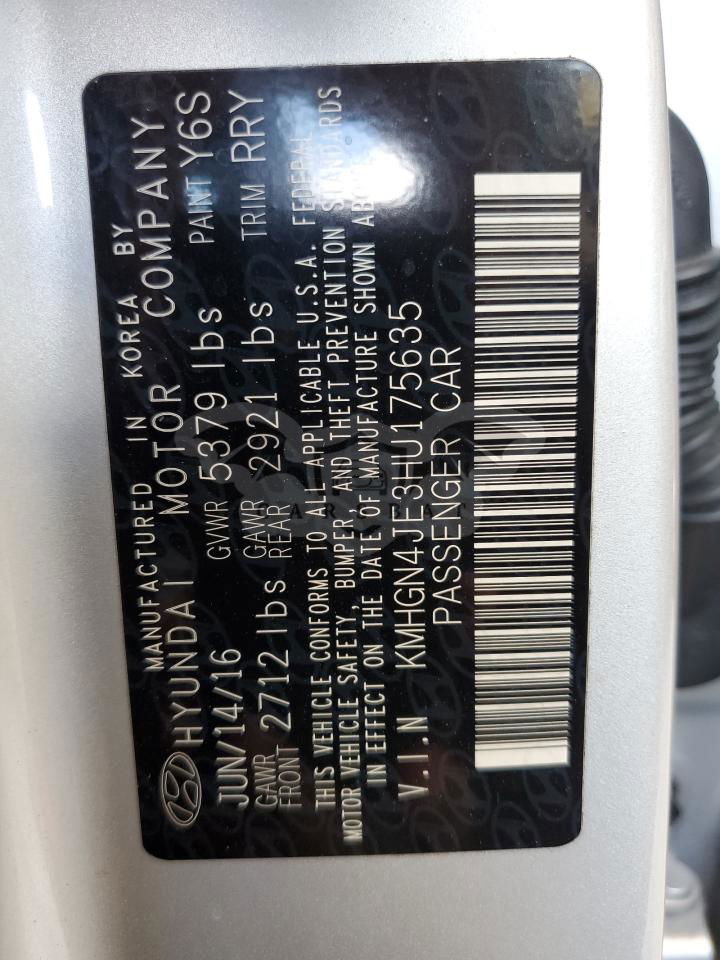 MANUFACTURED IN KOREA BY
HYUNDAI MOTOR COMPANY
JUN/14/16 GVWR 5379 lbs PAINT Y6S
GAWR FRONT 2712 lbs GAWR REAR 2921 lbs TRIM RRY
THIS VEHICLE CONFORMS TO ALL APPLICABLE U.S.A. FEDERAL
MOTOR VEHICLE SAFETY, BUMPER, AND THEFT PREVENTION STANDARDS
IN EFFECT ON THE DATE OF MANUFACTURE SHOWN ABOVE
V.I.N KMHGN4JE3HU175635
PASSENGER CAR